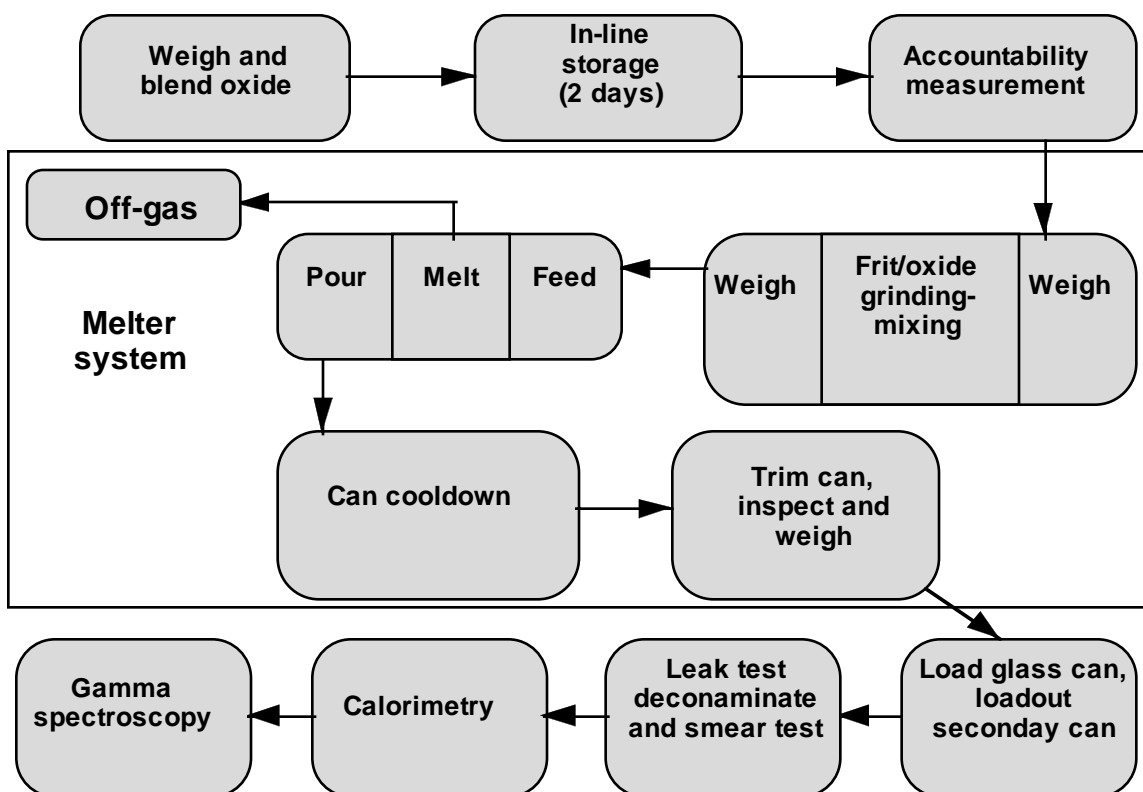 Weigh and
blend oxide
In-line
storage
(2 days)
Accountability
measurement
Off-gas
Melter
system
Pour
Melt
Feed
Weigh
Frit/oxide
grinding-
mixing
Weigh
Can cooldown
Trim can,
inspect and
weigh
Gamma
spectroscopy
Calorimetry
Leak test
deconaminate
and smear test
Load glass can,
loadout
seconday can